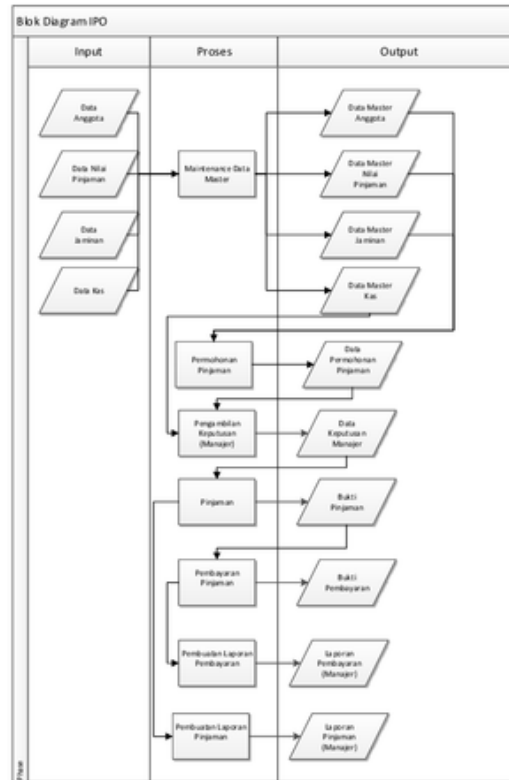 Blok Diagram IPO
Input
Proses
Output
Data
Anggota
Data Master
Anggota
Data Nilai
Pinjaman
Maintenance Data
Master
Data Master
Nilai
Pinjaman
Data
Jaminan
Data Master
Jaminan
Data Kas
Data Master
Kas
Permohonan
Pinjaman
Data
Permohonan
Pinjaman
Pengambilan
Keputusan
(Manajer)
Data
Keputusan
Manajer
Pinjaman
Bukti
Pinjaman
Pembayaran
Pinjaman
Bukti
Pembayaran
Pembuatan Laporan
Pembayaran
Laporan
Pembayaran
(Manajer)
Pembuatan Laporan
Pinjaman
Laporan
Pinjaman
(Manajer)
Phase